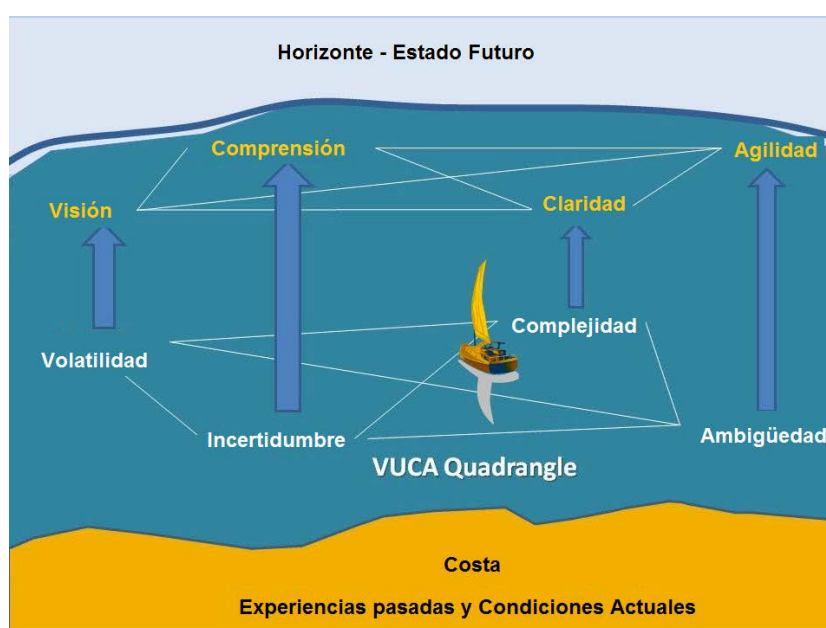 Horizonte - Estado Futuro
Comprensión
Agilidad
Visión
Claridad
Complejidad
Volatilidad
Incertidumbre
Ambigüedad
VUCA Quadrangle
Costa
Experiencias pasadas y Condiciones Actuales